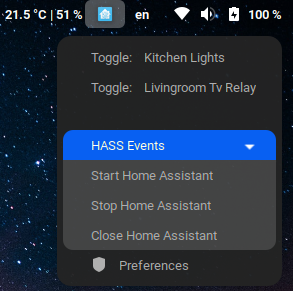 21.5 °C | 51 % en 100 %
Toggle: Kitchen Lights
Toggle: Livingroom Tv Relay
HASS Events
Start Home Assistant
Stop Home Assistant
Close Home Assistant
Preferences